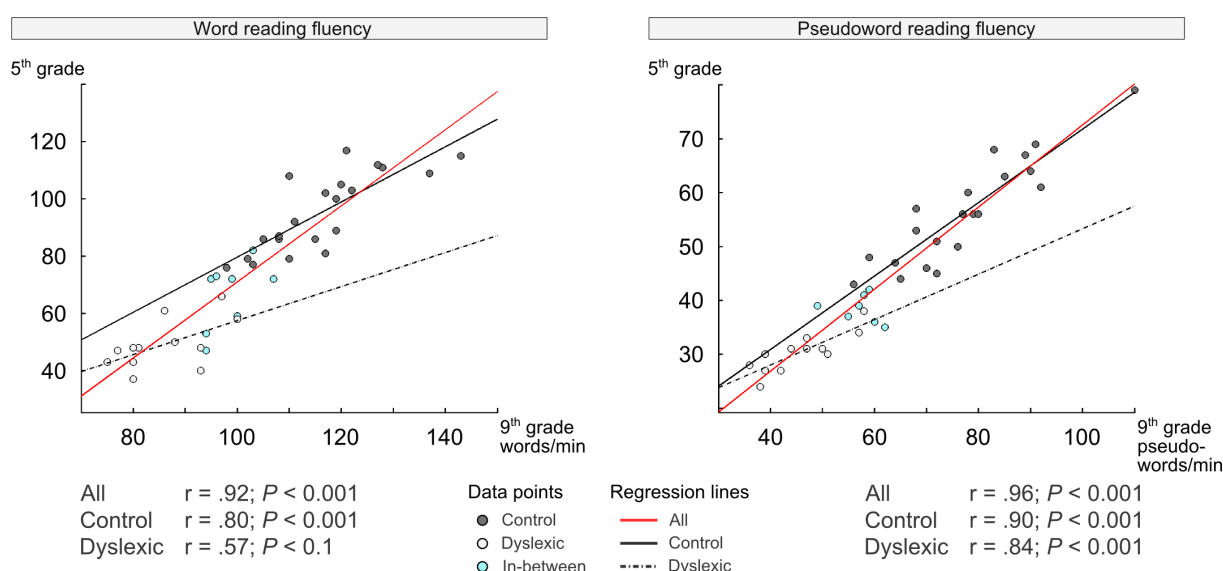 Word reading fluency
5th grade
120
100
80
60
40
80 100 120 140
9th grade
words/min
Pseudoword reading fluency
5th grade
70
60
50
40
30
40 60 80 100
9th grade
pseudo-
words/min
All r = .92; P < 0.001
Control r = .80; P < 0.001
Dyslexic r = .57; P < 0.1
Data points
Control
Dyslexic
In-between
Regression lines
All
Control
Dyslexic
All r = .96; P < 0.001
Control r = .90; P < 0.001
Dyslexic r = .84; P < 0.001